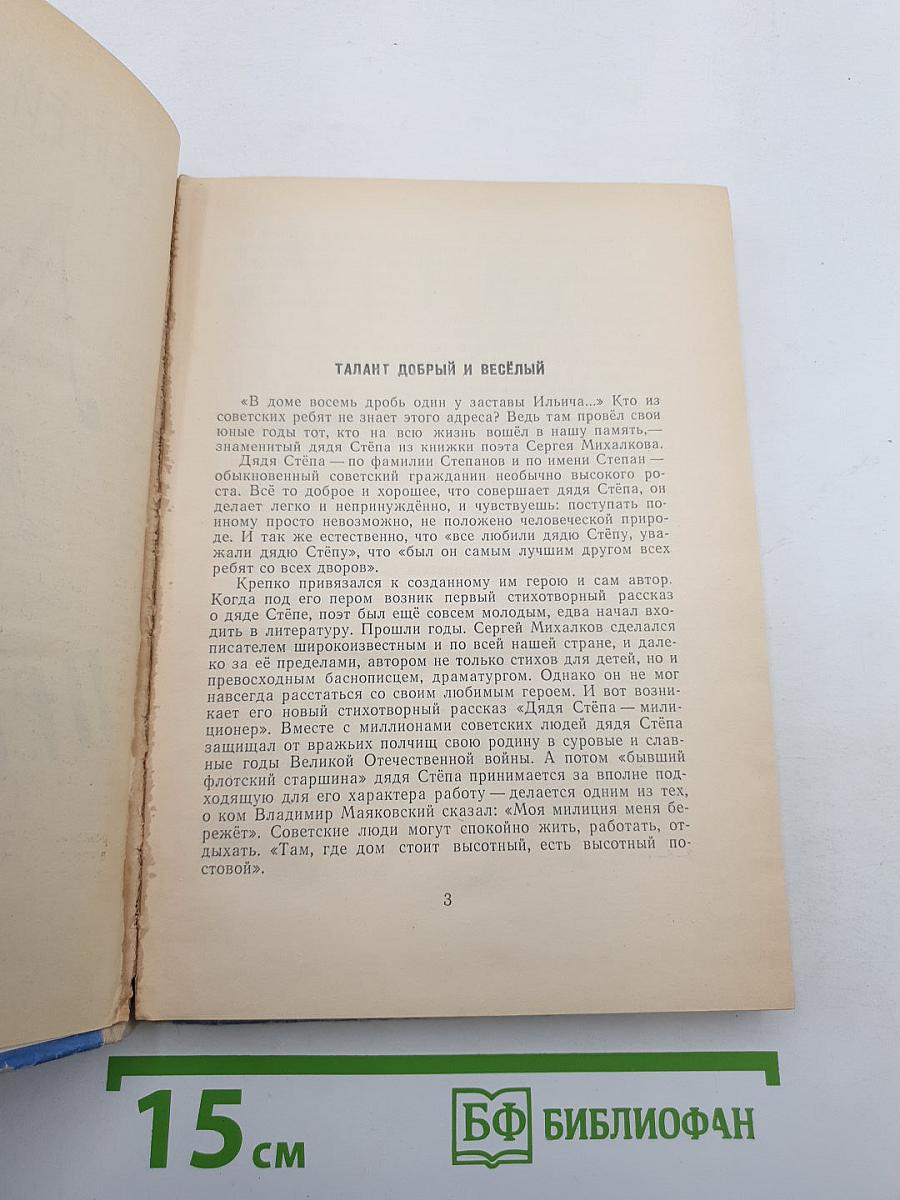 ТАЛАНТ ДОБРЫЙ И ВЕСЁЛЫЙ
«В доме восемь дробь один у заставы Ильича...» Кто из
советских ребят не знает этого адреса? Ведь там провёл свои
юные годы тот, кто на всю жизнь вошёл в нашу память,—
знаменитый дядя Стёпа из книжки поэта Сергея Михалкова.
Дядя Стёпа — по фамилии Степанов и по имени Степан —
обыкновенный советский гражданин необычно высокого ро-
ста. Всё то доброе и хорошее, что совершает дядя Стёпа, он
делает легко и непринуждённо, и чувствуешь: поступать по-
иному просто невозможно, не положено человеческой приро-
де. И так же естественно, что «все любили дядю Стёпу, ува-
жали дядю Стёпу», что «был он самым лучшим другом всех
ребят со всех дворов».
Крепко привязался к созданному им герою и сам автор.
Когда под его пером возник первый стихотворный рассказ
о дяде Стёпе, поэт был ещё совсем молодым, едва начал вхо-
дить в литературу. Прошли годы. Сергей Михалков сделался
писателем широкоизвестным и по всей нашей стране, и дале-
ко за её пределами, автором не только стихов для детей, но и
превосходным баснописцем, драматургом. Однако он не мог
навсегда расстаться со своим любимым героем. И вот возни-
кает его новый стихотворный рассказ «Дядя Стёпа — мили-
ционер». Вместе с миллионами советских людей дядя Стёпа
защищал от вражьих полчищ свою родину в суровые и слав-
ные годы Великой Отечественной войны. А потом «бывший
флотский старшина» дядя Стёпа принимается за вполне под-
ходящую для его характера работу — делается одним из тех,
о ком Владимир Маяковский сказал: «Моя милиция меня бе-
режёт». Советские люди могут спокойно жить, работать, от-
дыхать. «Там, где дом стоит высотный, есть высотный по-
стовой».
3
15 см
БФ БИБЛИОФАН